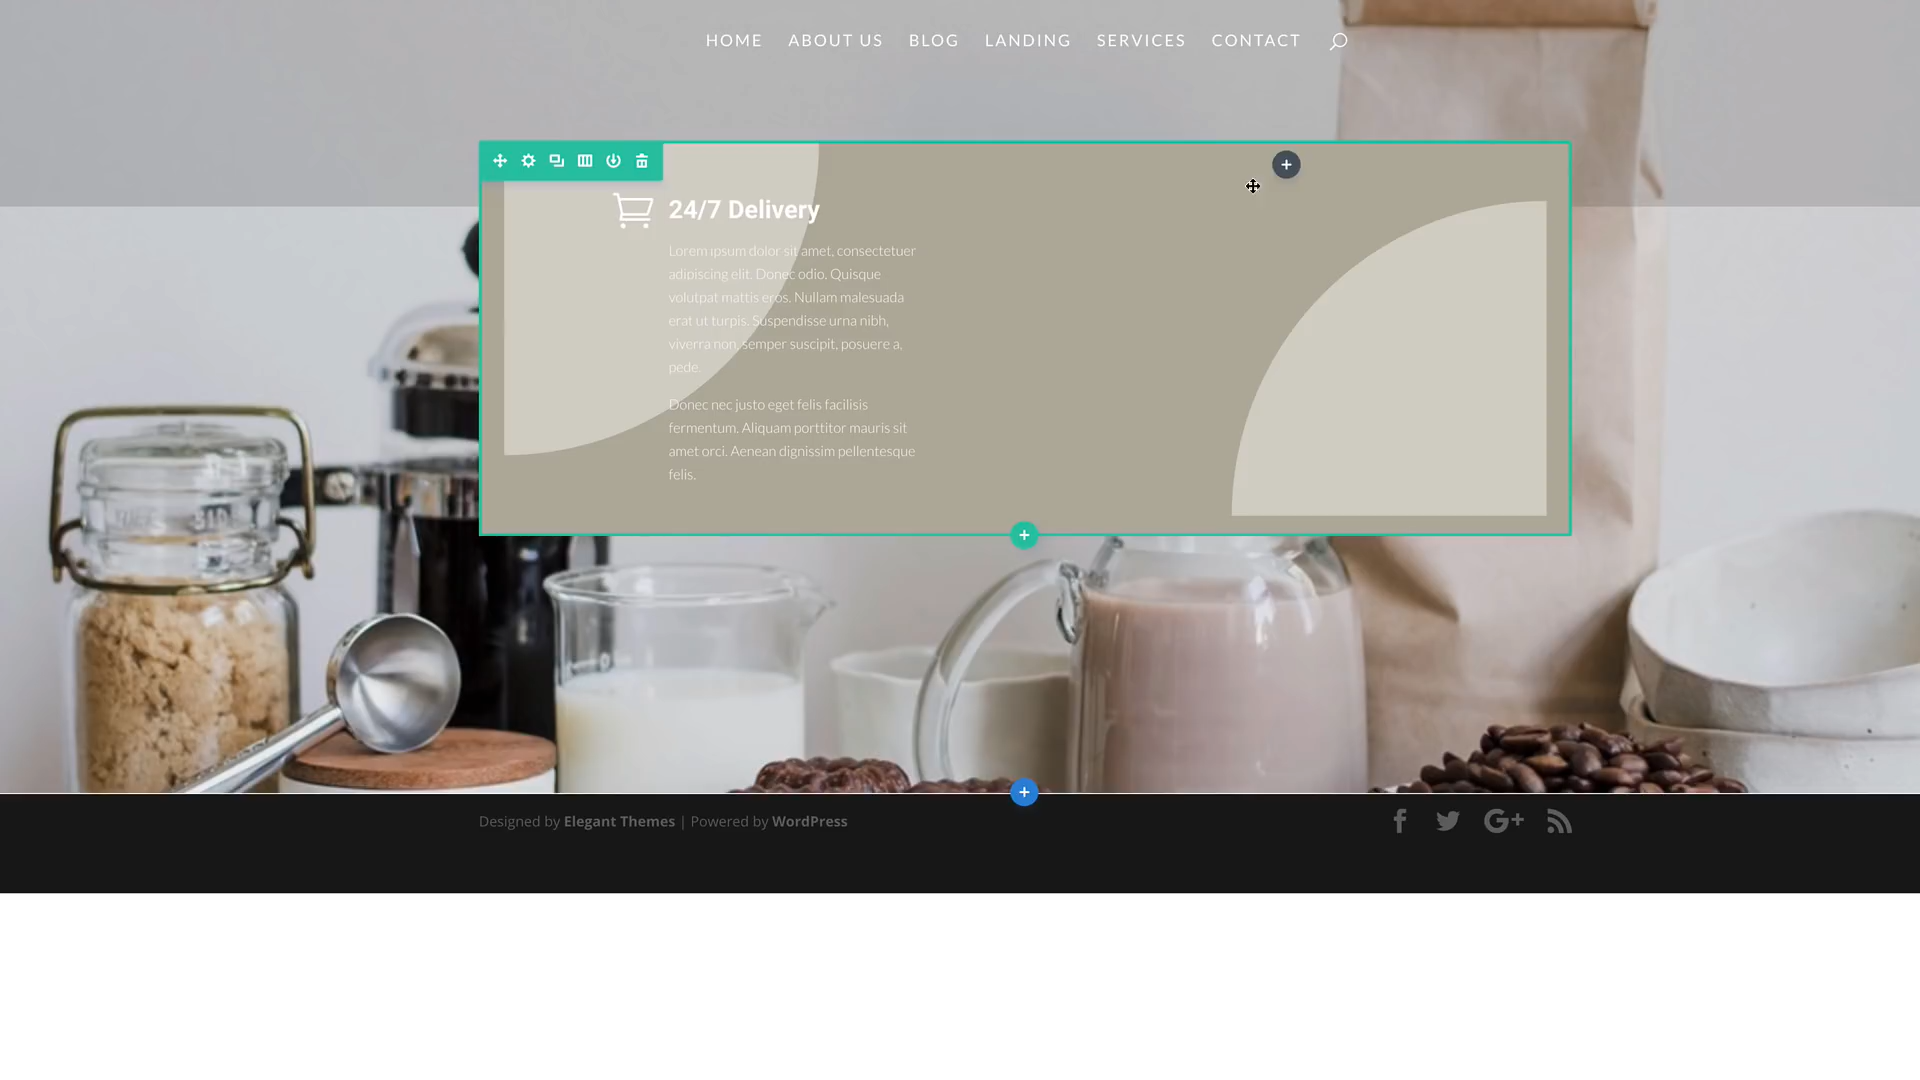 HOME ABOUT US BLOG LANDING SERVICES CONTACT
24/7 Delivery
Lorem ipsum dolor sit amet, consectetuer
adipiscing elit. Donec odio. Quisque
volutpat mattis eros. Nullam malesuada
erat ut turpis. Suspendisse urna nibh,
viverra non, semper suscipit, posuere a,
pede.
Donec nec justo eget felis facilisis
fermentum. Aliquam porttitor mauris sit
amet orci. Aenean dignissim pellentesque
felis.
Designed by Elegant Themes | Powered by WordPress